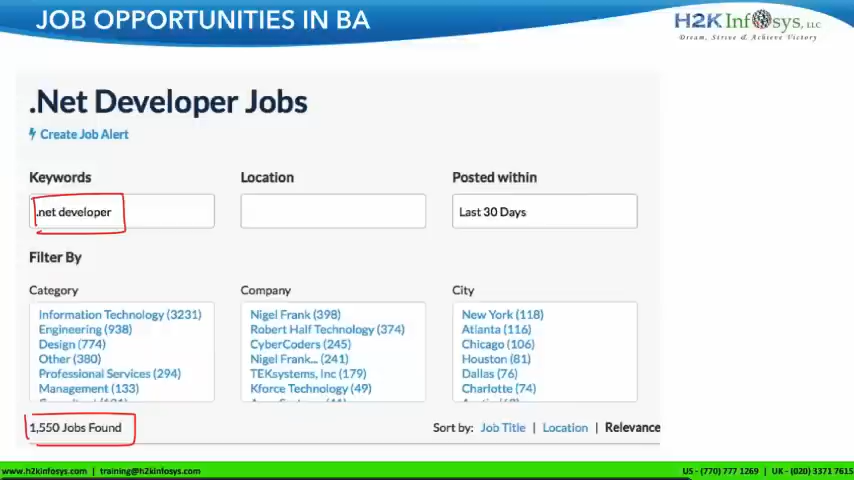 JOB OPPORTUNITIES IN BA
H2K Infosys, LLC
Dream, Strive & Achieve Victory
.Net Developer Jobs
Create Job Alert
Keywords Location Posted within
.net developer Last 30 Days
Filter By
Category Company City
Information Technology (3231) Nigel Frank (398) New York (118)
Engineering (938) Robert Half Technology (374) Atlanta (116)
Design (774) CyberCoders (245) Chicago (106)
Other (380) Nigel Frank... (241) Houston (81)
Professional Services (294) TEKsystems, Inc (179) Dallas (76)
Management (133) Kforce Technology (49) Charlotte (74)
1,550 Jobs Found Sort by: Job Title | Location | Relevance
www.h2kinfosys.com | training@h2kinfosys.com US - (770) 777 1269 | UK - (020) 3371 7615